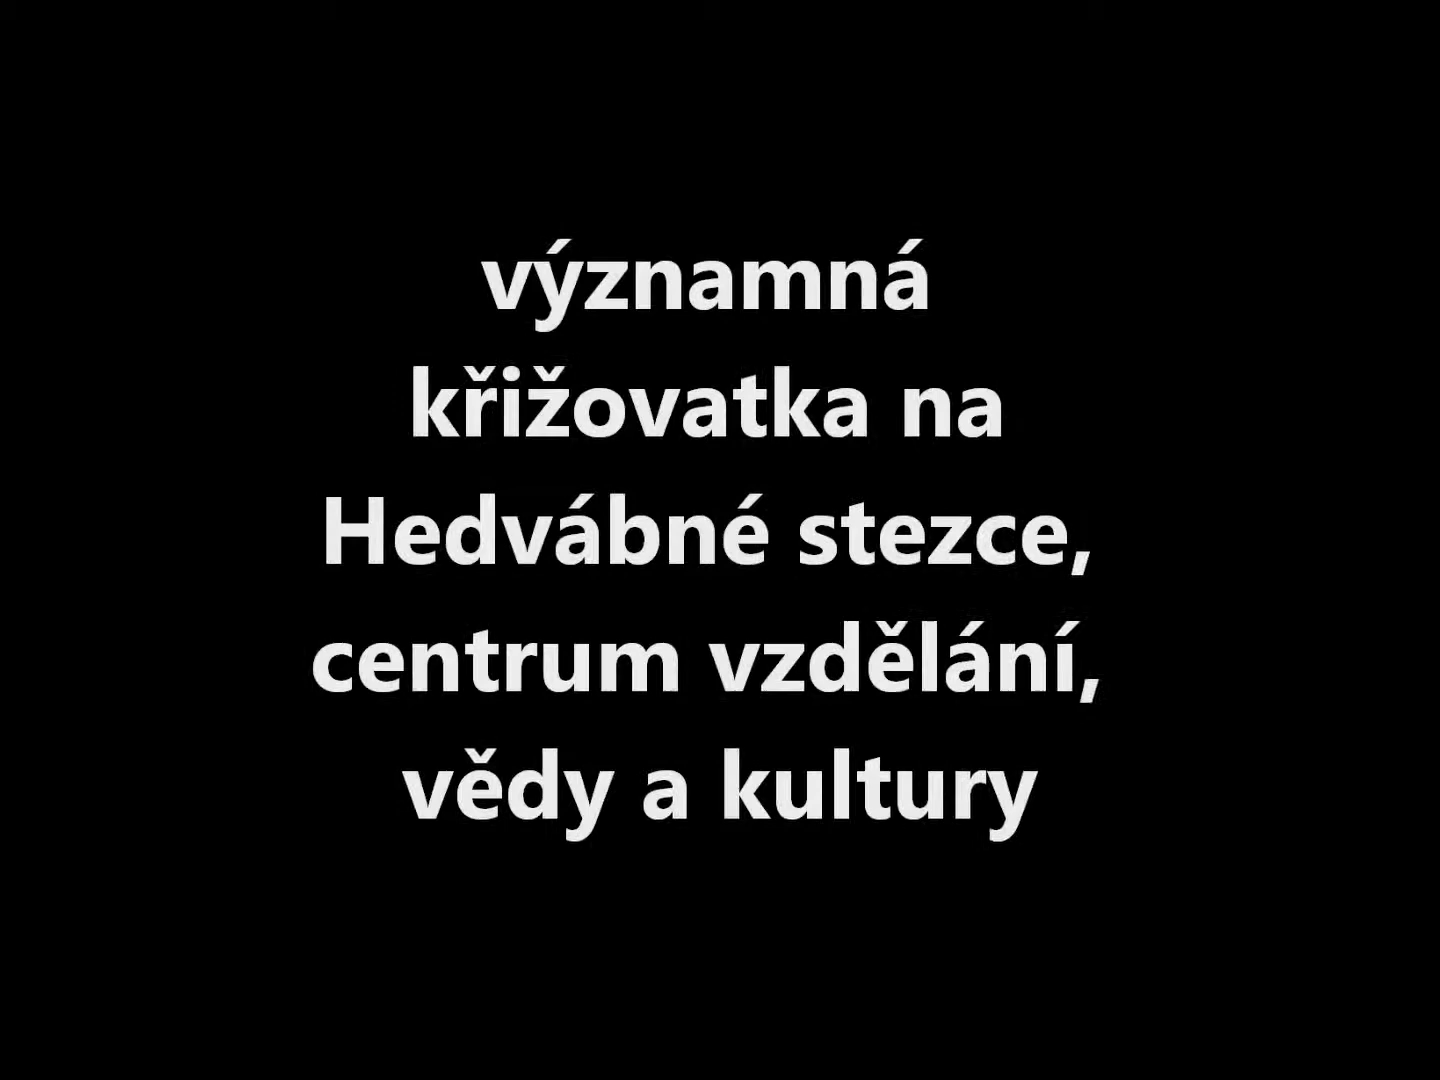 významná
křižovatka na
Hedvábné stezce,
centrum vzdělání,
vědy a kultury